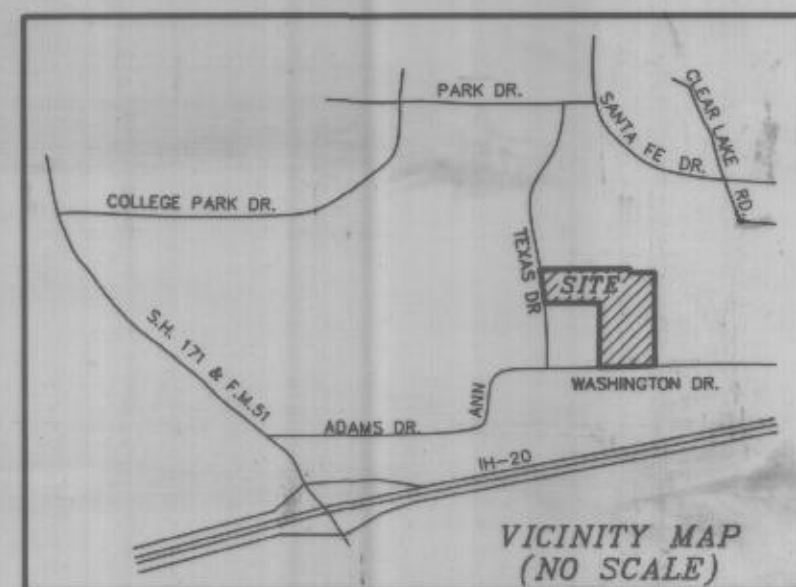 PARK DR.
SANTA FE DR.
CLEAR LAKE RD.
COLLEGE PARK DR.
TEXAS DR
SITE
S.H. 171 & F.M.51
ANN
WASHINGTON DR.
ADAMS DR.
IH-20
VICINITY MAP
(NO SCALE)